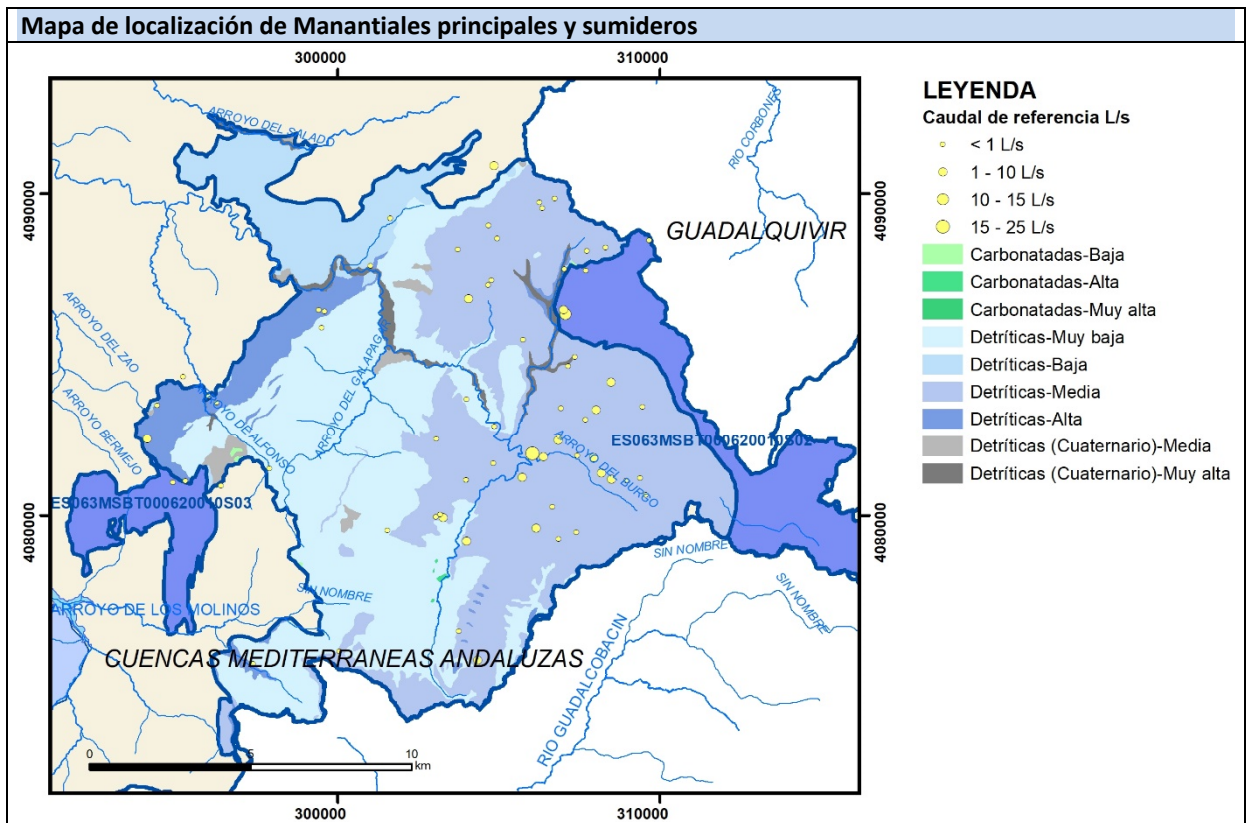 Mapa de localización de Manantiales principales y sumideros
300000
310000
4090000
4090000
4080000
4080000
ARROYO DEL SALADO
RIO CORBONES
GUADALQUIVIR
ARROYO DEL ZAO
ARROYO BERMEJO
ARROYO DE ALFONSO
ARROYO DEL GALAPAG
ES063MSBT000620010S02
ARROYO DEL BURGO
ES063MSBT000620010S03
SIN NOMBRE
SIN NOMBRE
SIN NOMBRE
ARROYO DE LOS MOLINOS
CUENCAS MEDITERRANEAS ANDALUZAS
RIO GUADALCOBACIN
0
5
10
km
300000
310000
LEYENDA
Caudal de referencia L/s
< 1 L/s
1 - 10 L/s
10 - 15 L/s
15 - 25 L/s
Carbonatadas-Baja
Carbonatadas-Alta
Carbonatadas-Muy alta
Detríticas-Muy baja
Detríticas-Baja
Detríticas-Media
Detríticas-Alta
Detríticas (Cuaternario)-Media
Detríticas (Cuaternario)-Muy alta